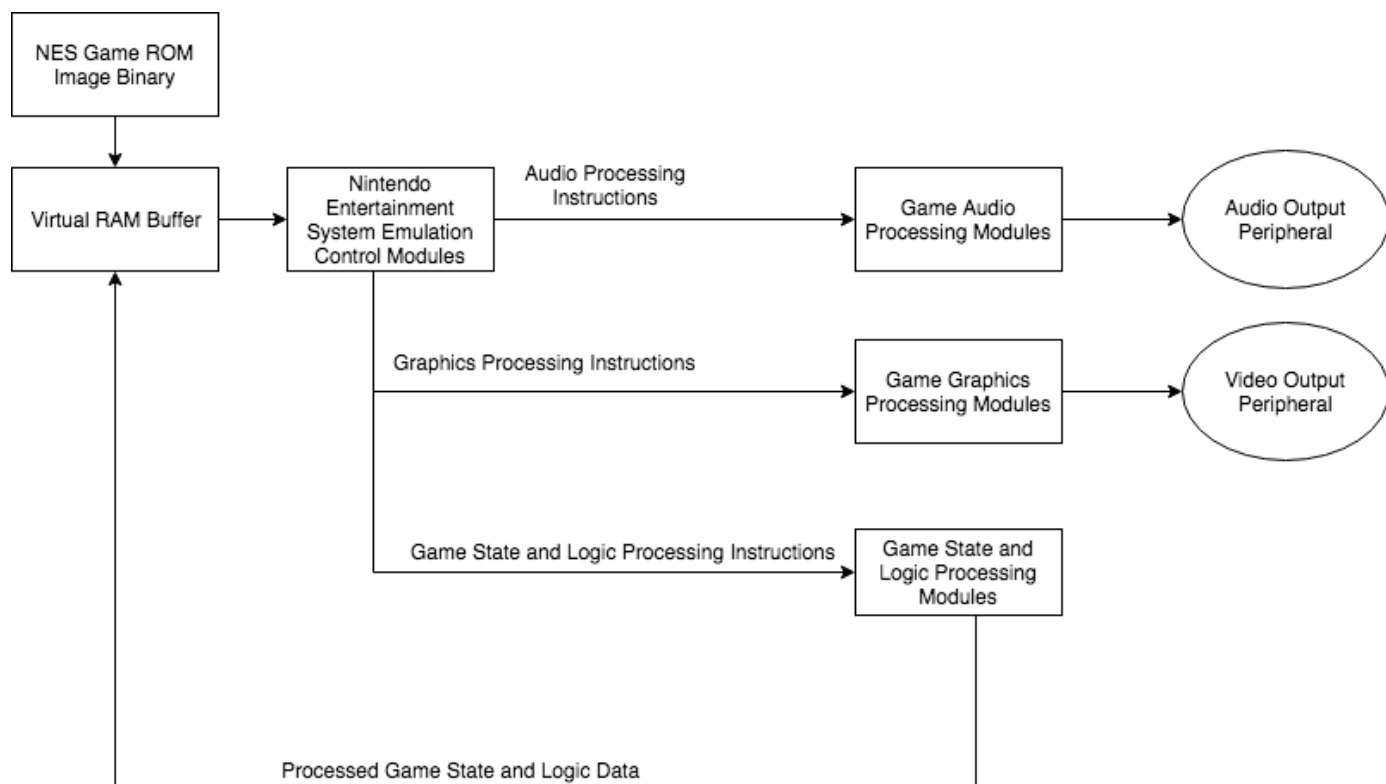 NES Game ROM
Image Binary
Virtual RAM Buffer
Nintendo
Entertainment
System Emulation
Control Modules
Audio Processing
Instructions
Game Audio
Processing Modules
Audio Output
Peripheral
Graphics Processing Instructions
Game Graphics
Processing Modules
Video Output
Peripheral
Game State and Logic Processing Instructions
Game State and
Logic Processing
Modules
Processed Game State and Logic Data